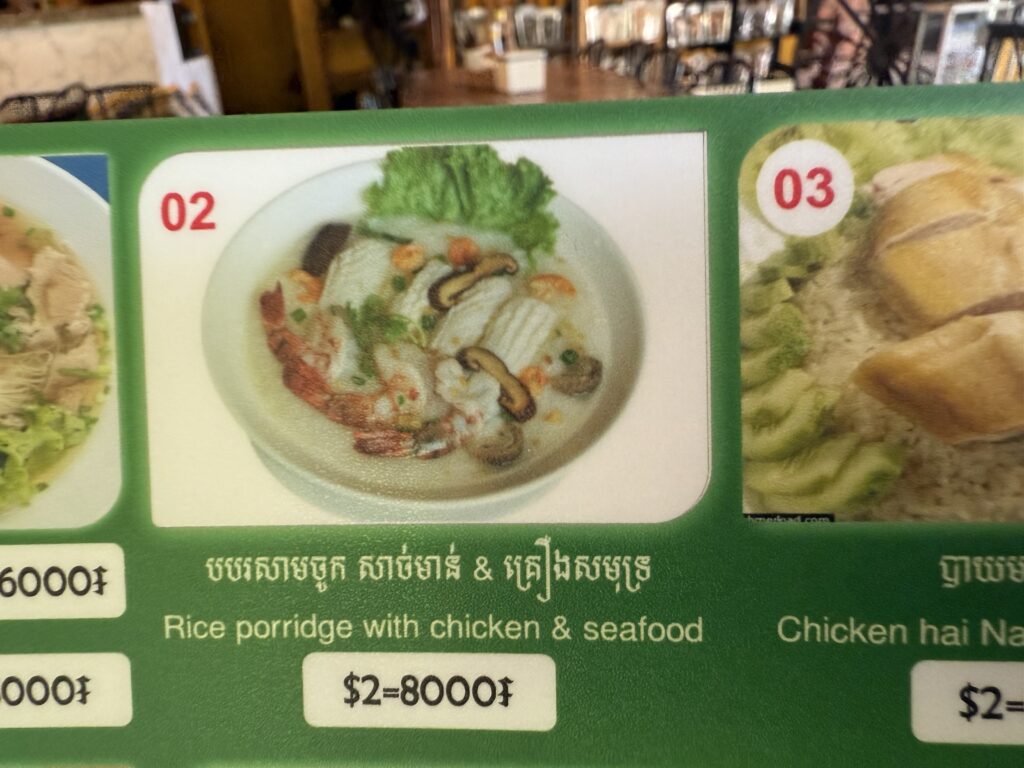 02
03
បបរសាមចូក សាច់មាន់ & គ្រឿងសមុទ្រ
Rice porridge with chicken & seafood
$2=8000៛
6000៛
000៛
Chicken hai Na
$2=